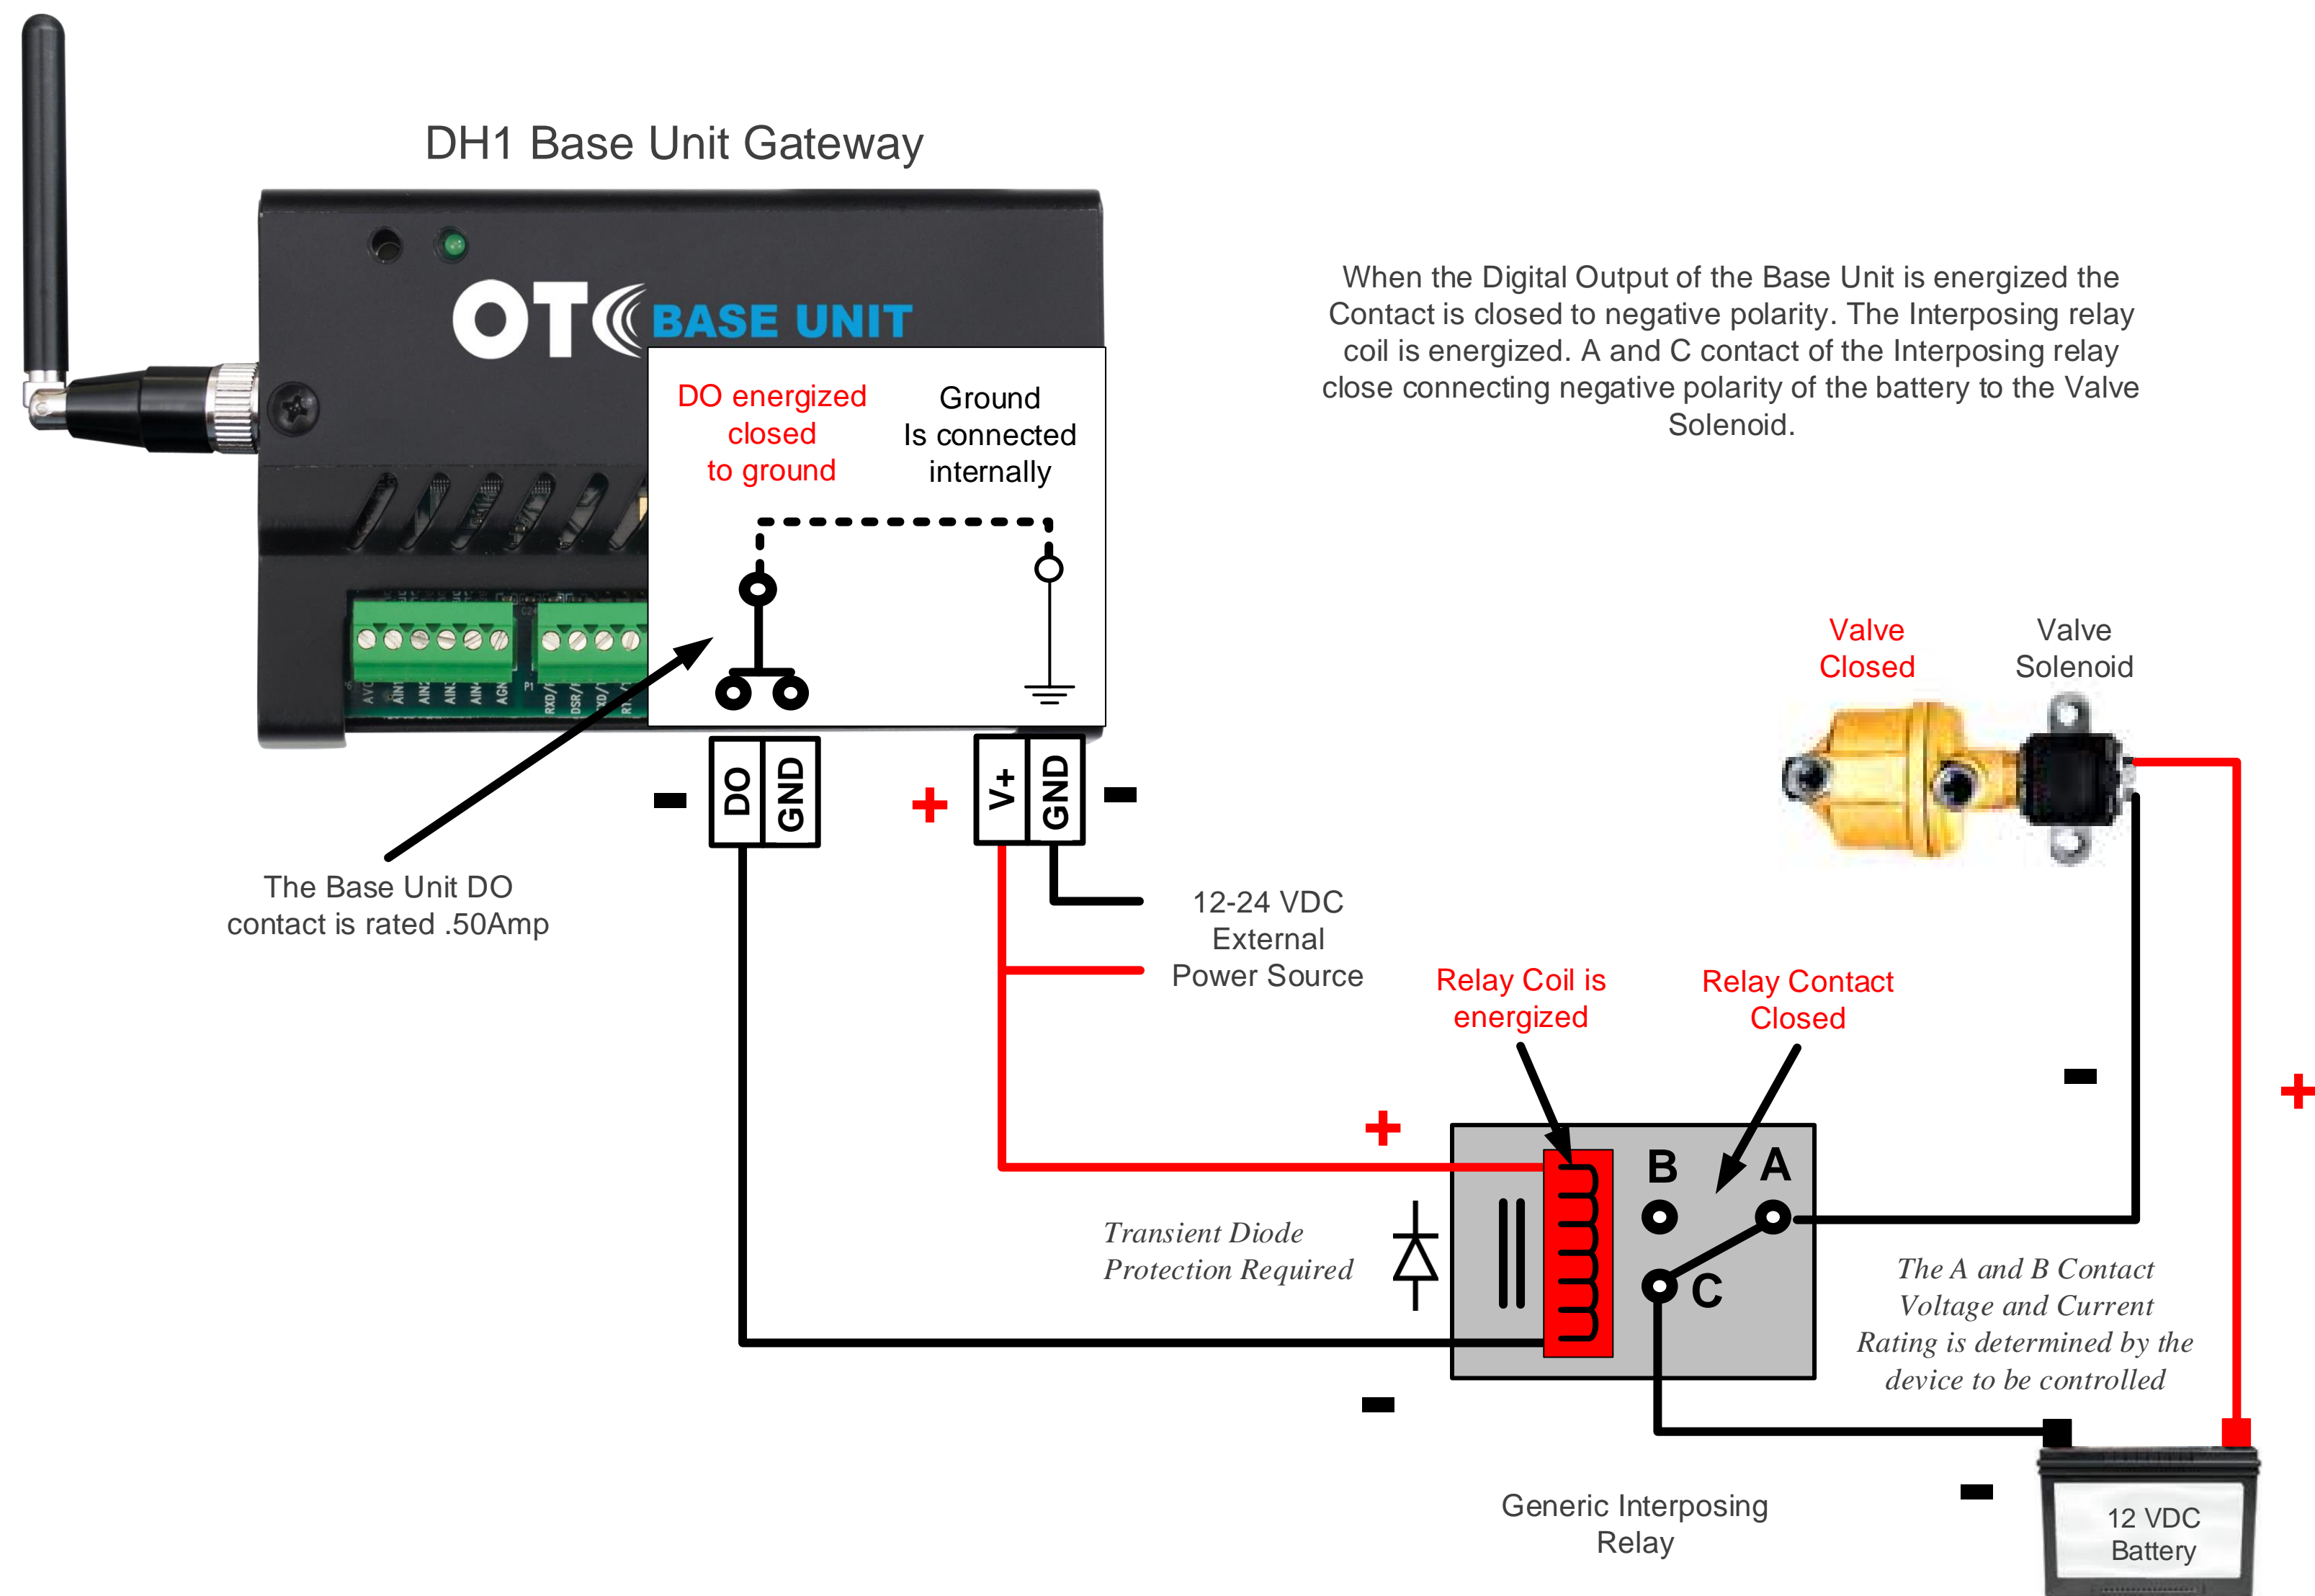 DH1 Base Unit Gateway
OT
BASE UNIT
When the Digital Output of the Base Unit is energized the
Contact is closed to negative polarity. The Interposing relay
coil is energized. A and C contact of the Interposing relay
close connecting negative polarity of the battery to the Valve
Solenoid.
DO energized
closed
to ground
Ground
Is connected
internally
AIN1
AIN2
AIN3
AIN4
P1
DO
GND
V+
GND
-
+
-
The Base Unit DO
contact is rated .50Amp
12-24 VDC
External
Power Source
Valve
Closed
Valve
Solenoid
Relay Coil is
energized
Relay Contact
Closed
-
+
+
B
A
C
Transient Diode
Protection Required
The A and B Contact
Voltage and Current
Rating is determined by the
device to be controlled
-
-
Generic Interposing
Relay
12 VDC
Battery